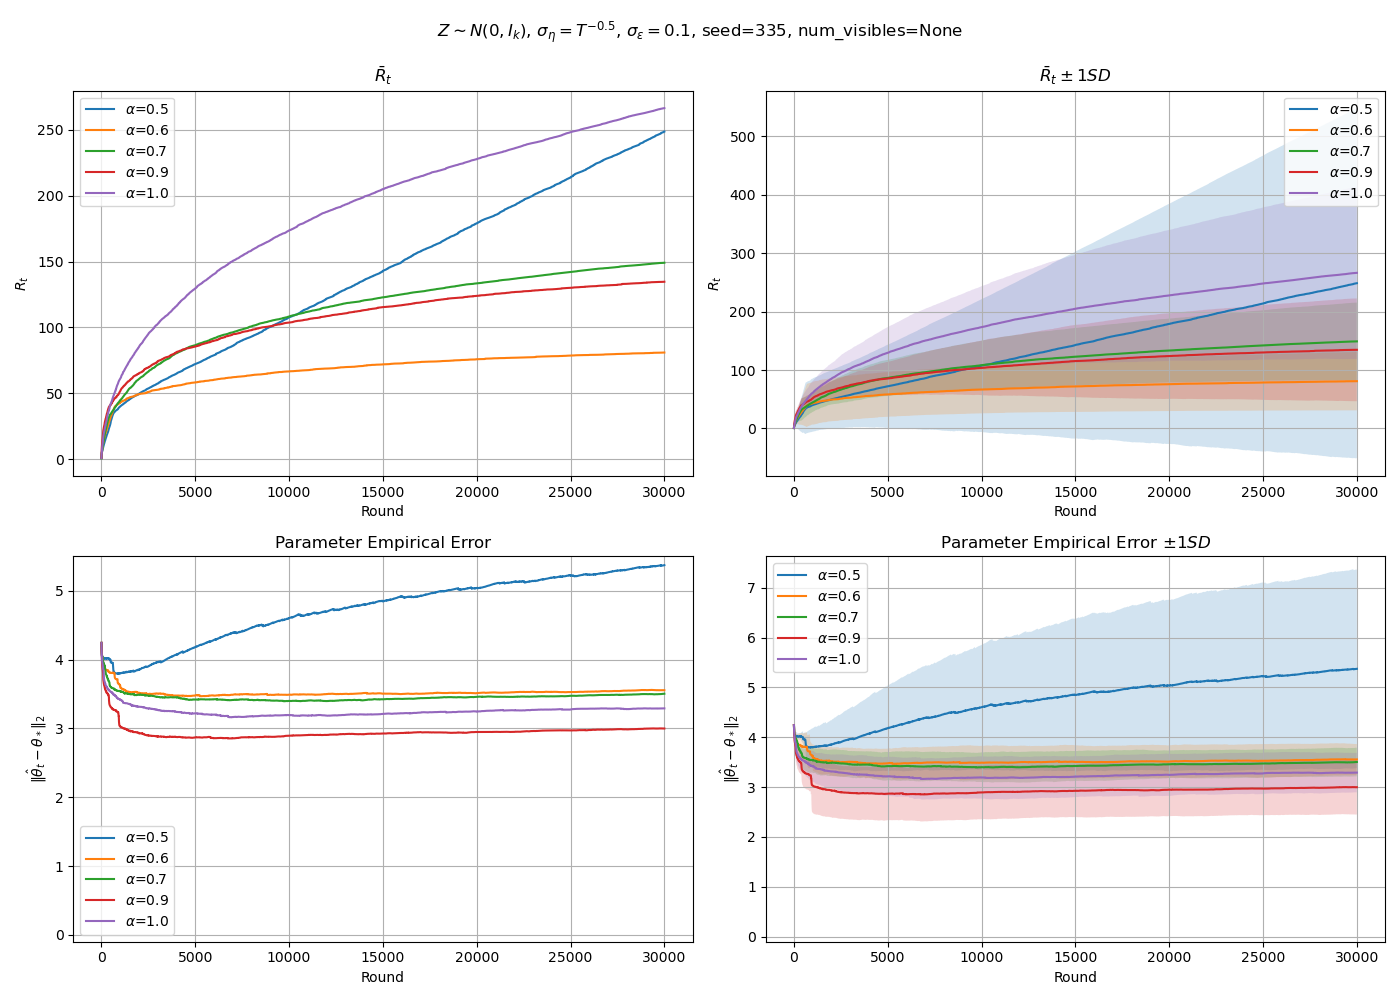 Z ∼ N(0, I_k), σ_η = T^{−0.5}, σ_ε = 0.1, seed=335, num_visibles=None
R̄_t
R_t
250
200
150
100
50
0
α=0.5
α=0.6
α=0.7
α=0.9
α=1.0
0 5000 10000 15000 20000 25000 30000
Round
R̄_t ± 1SD
R_t
500
400
300
200
100
0
α=0.5
α=0.6
α=0.7
α=0.9
α=1.0
0 5000 10000 15000 20000 25000 30000
Round
Parameter Empirical Error
‖θ̂_t − θ_*‖_2
5
4
3
2
1
0
α=0.5
α=0.6
α=0.7
α=0.9
α=1.0
0 5000 10000 15000 20000 25000 30000
Round
Parameter Empirical Error ±1SD
‖θ̂_t − θ_*‖_2
7
6
5
4
3
2
1
0
α=0.5
α=0.6
α=0.7
α=0.9
α=1.0
0 5000 10000 15000 20000 25000 30000
Round